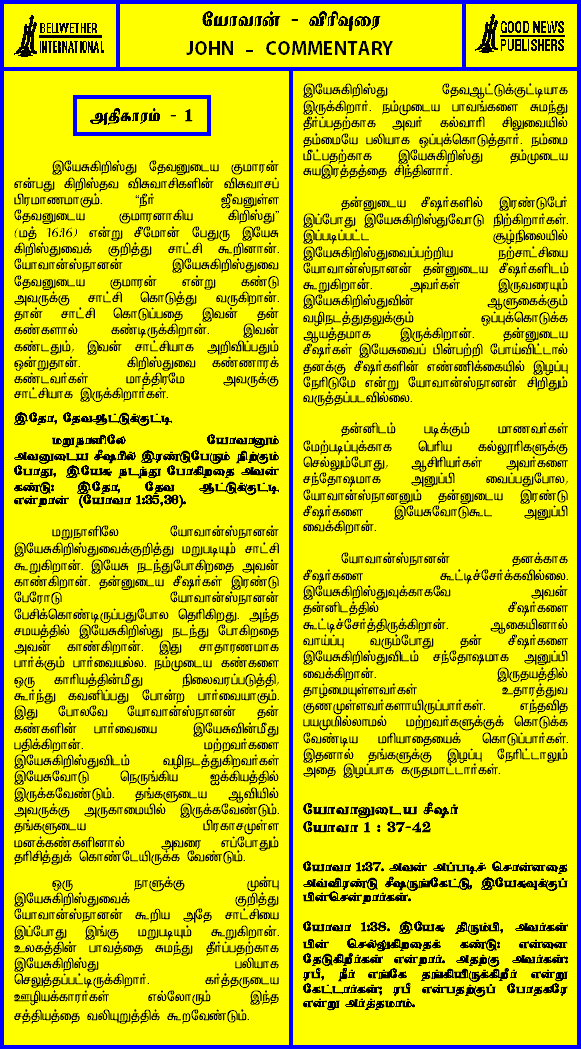 BELWETHER
INTERNATIONAL
யோவான் - விரிவுரை
JOHN - COMMENTARY
GOOD NEWS
PUBLISHERS
அதிகாரம் - 1
இயேசுகிறிஸ்து தேவனுடைய குமாரன்
என்பது கிறிஸ்தவ விசுவாசிகளின் விசுவாசப்
பிரமாணமாகும். "நீர் ஜீவனுள்ள
தேவனுடைய குமாரனாகிய கிறிஸ்து"
(மத் 16:16) என்று சீமோன் பேதுரு இயேசு
கிறிஸ்துவைக் குறித்து சாட்சி கூறினான்.
யோவான்ஸ்நானன் இயேசுகிறிஸ்துவை
தேவனுடைய குமாரன் என்று கண்டு
அவருக்கு சாட்சி கொடுத்து வருகிறான்.
தான் சாட்சி கொடுப்பதை இவன் தன்
கண்களால் கண்டிருக்கிறான். இவன்
கண்டதும், இவன் சாட்சியாக அறிவிப்பதும்
ஒன்றுதான். கிறிஸ்துவை கண்ணாரக்
கண்டவர்கள் மாத்திரமே அவருக்கு
சாட்சியாக இருக்கிறார்கள்.
இதோ, தேவஆட்டுக்குட்டி
மறுநாளிலே யோவானும்
அவனுடைய சீஷரில் இரண்டுபேரும் நிற்கும்
போது, இயேசு நடந்து போகிறதை அவன்
கண்டு: இதோ, தேவ ஆட்டுக்குட்டி
என்றான் (யோவா 1:35,36).
மறுநாளிலே யோவான்ஸ்நானன்
இயேசுகிறிஸ்துவைக்குறித்து மறுபடியும் சாட்சி
கூறுகிறான். இயேசு நடந்துபோகிறதை அவன்
காண்கிறான். தன்னுடைய சீஷர்கள் இரண்டு
பேரோடு யோவான்ஸ்நானன்
பேசிக்கொண்டிருப்பதுபோல தெரிகிறது. அந்த
சமயத்தில் இயேசுகிறிஸ்து நடந்து போகிறதை
அவன் காண்கிறான். இது சாதாரணமாக
பார்க்கும் பார்வையல்ல. நம்முடைய கண்களை
ஒரு காரியத்தின்மீது நிலைவரப்படுத்தி,
கூர்ந்து கவனிப்பது போன்ற பார்வையாகும்.
இது போலவே யோவான்ஸ்நானன் தன்
கண்களின் பார்வையை இயேசுவின்மீது
பதிக்கிறான். மற்றவர்களை
இயேசுகிறிஸ்துவிடம் வழிநடத்துகிறவர்கள்
இயேசுவோடு நெருங்கிய ஐக்கியத்தில்
இருக்கவேண்டும். தங்களுடைய ஆவியில்
அவருக்கு அருகாமையில் இருக்கவேண்டும்.
தங்களுடைய பிரகாசமுள்ள
மனக்கண்களினால் அவரை எப்போதும்
தரிசித்துக் கொண்டேயிருக்க வேண்டும்.
ஒரு நாளுக்கு முன்பு
இயேசுகிறிஸ்துவைக் குறித்து
யோவான்ஸ்நானன் கூறிய அதே சாட்சியை
இப்போது இங்கு மறுபடியும் கூறுகிறான்.
உலகத்தின் பாவத்தை சுமந்து தீர்ப்பதற்காக
இயேசுகிறிஸ்து பலியாக
செலுத்தப்பட்டிருக்கிறார். கர்த்தருடைய
ஊழியக்காரர்கள் எல்லோரும் இந்த
சத்தியத்தை வலியுறுத்திக் கூறவேண்டும்.
இயேசுகிறிஸ்து தேவஆட்டுக்குட்டியாக
இருக்கிறார். நம்முடைய பாவங்களை சுமந்து
தீர்ப்பதற்காக அவர் கல்வாரி சிலுவையில்
தம்மையே பலியாக ஒப்புக்கொடுத்தார். நம்மை
மீட்பதற்காக இயேசுகிறிஸ்து தம்முடைய
சுயஇரத்தத்தை சிந்தினார்.
தன்னுடைய சீஷர்களில் இரண்டுபேர்
இப்போது இயேசுகிறிஸ்துவோடு நிற்கிறார்கள்.
இப்படிப்பட்ட சூழ்நிலையில்
இயேசுகிறிஸ்துவைப்பற்றிய நற்சாட்சியை
யோவான்ஸ்நானன் தன்னுடைய சீஷர்களிடம்
கூறுகிறான். அவர்கள் இருவரையும்
இயேசுகிறிஸ்துவின் ஆளுகைக்கும்
வழிநடத்துதலுக்கும் ஒப்புக்கொடுக்க
ஆயத்தமாக இருக்கிறான். தன்னுடைய
சீஷர்கள் இயேசுவைப் பின்பற்றி போய்விட்டால்
தனக்கு சீஷர்களின் எண்ணிக்கையில் இழப்பு
நேரிடுமே என்று யோவான்ஸ்நானன் சிறிதும்
வருத்தப்படவில்லை.
தன்னிடம் படிக்கும் மாணவர்கள்
மேற்படிப்புக்காக பெரிய கல்லூரிகளுக்கு
செல்லும்போது, ஆசிரியர்கள் அவர்களை
சந்தோஷமாக அனுப்பி வைப்பதுபோல,
யோவான்ஸ்நானனும் தன்னுடைய இரண்டு
சீஷர்களை இயேசுவோடுகூட அனுப்பி
வைக்கிறான்.
யோவான்ஸ்நானன் தனக்காக
சீஷர்களை கூட்டிச்சேர்க்கவில்லை.
இயேசுகிறிஸ்துவுக்காகவே அவன்
தன்னிடத்தில் சீஷர்களை
கூட்டிச்சேர்த்திருக்கிறான். ஆகையினால்
வாய்ப்பு வரும்போது தன் சீஷர்களை
இயேசுகிறிஸ்துவிடம் சந்தோஷமாக அனுப்பி
வைக்கிறான். இருதயத்தில்
தாழ்மையுள்ளவர்கள் உதாரத்துவ
குணமுள்ளவர்களாயிருப்பார்கள். எந்தவித
பயமுமில்லாமல் மற்றவர்களுக்குக் கொடுக்க
வேண்டிய மரியாதையைக் கொடுப்பார்கள்.
இதனால் தங்களுக்கு இழப்பு நேரிட்டாலும்
அதை இழப்பாக கருதமாட்டார்கள்.
யோவானுடைய சீஷர்
யோவா 1 : 37-42
யோவா 1:37. அவன் அப்படிச் சொன்னதை
அவ்விரண்டு சீஷருங்கேட்டு, இயேசுவுக்குப்
பின்சென்றார்கள்.
யோவா 1:38. இயேசு திரும்பி, அவர்கள்
பின் செல்லுகிறதைக் கண்டு: என்னை
தேடுகிறீர்கள் என்றார். அதற்கு அவர்கள்:
ரபீ, நீர் எங்கே தங்கியிருக்கிறீர் என்று
கேட்டார்கள்; ரபீ என்பதற்குப் போதகரே
என்று அர்த்தமாம்.